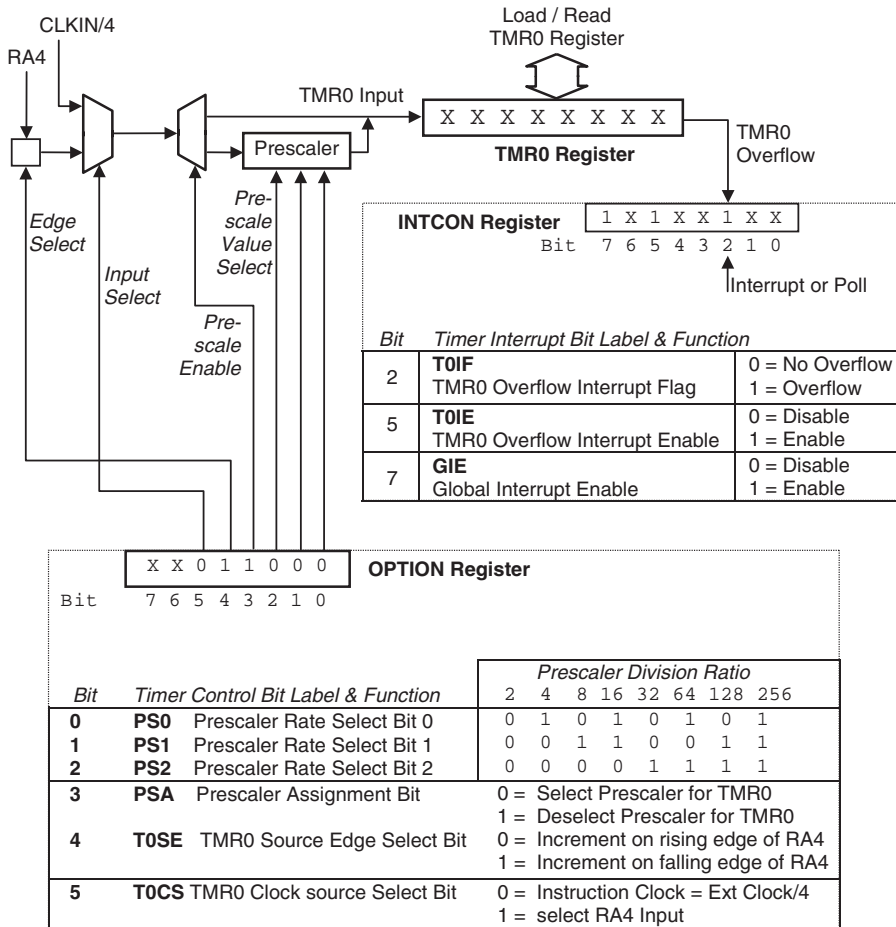 CLKIN/4
RA4
Load / Read
TMR0 Register
TMR0 Input
X X X X X X X X
TMR0 Register
Prescaler
TMR0
Overflow
Edge
Select
Input
Select
Pre-
scale
Value
Select
Pre-
scale
Enable
INTCON Register 1 X 1 X X 1 X X
Bit 7 6 5 4 3 2 1 0
Interrupt or Poll
Bit Timer Interrupt Bit Label & Function
2 T0IF 0 = No Overflow
TMR0 Overflow Interrupt Flag 1 = Overflow
5 T0IE 0 = Disable
TMR0 Overflow Interrupt Enable 1 = Enable
7 GIE 0 = Disable
Global Interrupt Enable 1 = Enable
X X 0 1 1 0 0 0 OPTION Register
Bit 7 6 5 4 3 2 1 0
Prescaler Division Ratio
Bit Timer Control Bit Label & Function 2 4 8 16 32 64 128 256
0 PS0 Prescaler Rate Select Bit 0 0 1 0 1 0 1 0 1
1 PS1 Prescaler Rate Select Bit 1 0 0 1 1 0 0 1 1
2 PS2 Prescaler Rate Select Bit 2 0 0 0 0 1 1 1 1
3 PSA Prescaler Assignment Bit 0 = Select Prescaler for TMR0
1 = Deselect Prescaler for TMR0
4 T0SE TMR0 Source Edge Select Bit 0 = Increment on rising edge of RA4
1 = Increment on falling edge of RA4
5 T0CS TMR0 Clock source Select Bit 0 = Instruction Clock = Ext Clock/4
1 = select RA4 Input